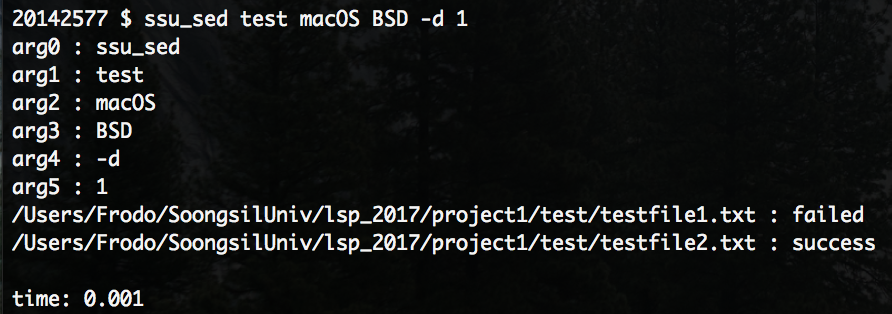 20142577 $ ssu_sed test macOS BSD -d 1
arg0 : ssu_sed
arg1 : test
arg2 : macOS
arg3 : BSD
arg4 : -d
arg5 : 1
/Users/Frodo/SoongsilUniv/lsp_2017/project1/test/testfile1.txt : failed
/Users/Frodo/SoongsilUniv/lsp_2017/project1/test/testfile2.txt : success
time: 0.001